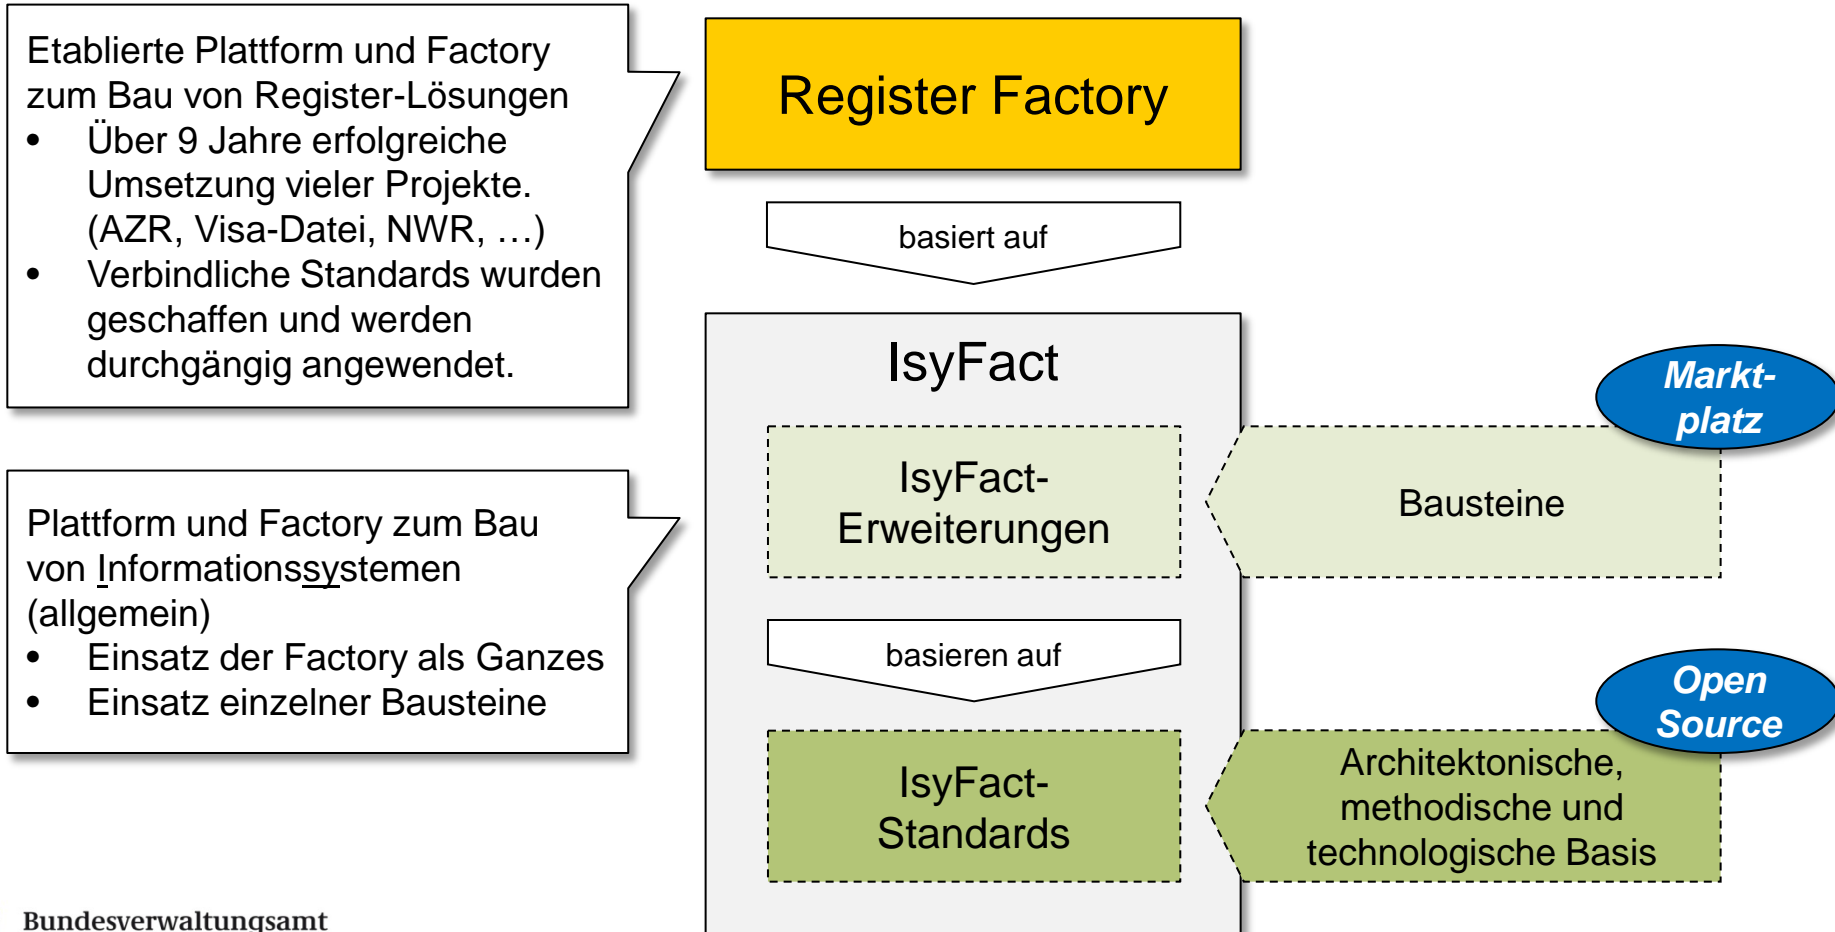 Etablierte Plattform und Factory
zum Bau von Register-Lösungen
• Über 9 Jahre erfolgreiche
Umsetzung vieler Projekte.
(AZR, Visa-Datei, NWR, …)
• Verbindliche Standards wurden
geschaffen und werden
durchgängig angewendet.
Register Factory
basiert auf
Plattform und Factory zum Bau
von Informationssystemen
(allgemein)
• Einsatz der Factory als Ganzes
• Einsatz einzelner Bausteine
IsyFact
IsyFact-
Erweiterungen
Markt-
platz
Bausteine
basieren auf
IsyFact-
Standards
Open
Source
Architektonische,
methodische und
technologische Basis
Bundesverwaltungsamt